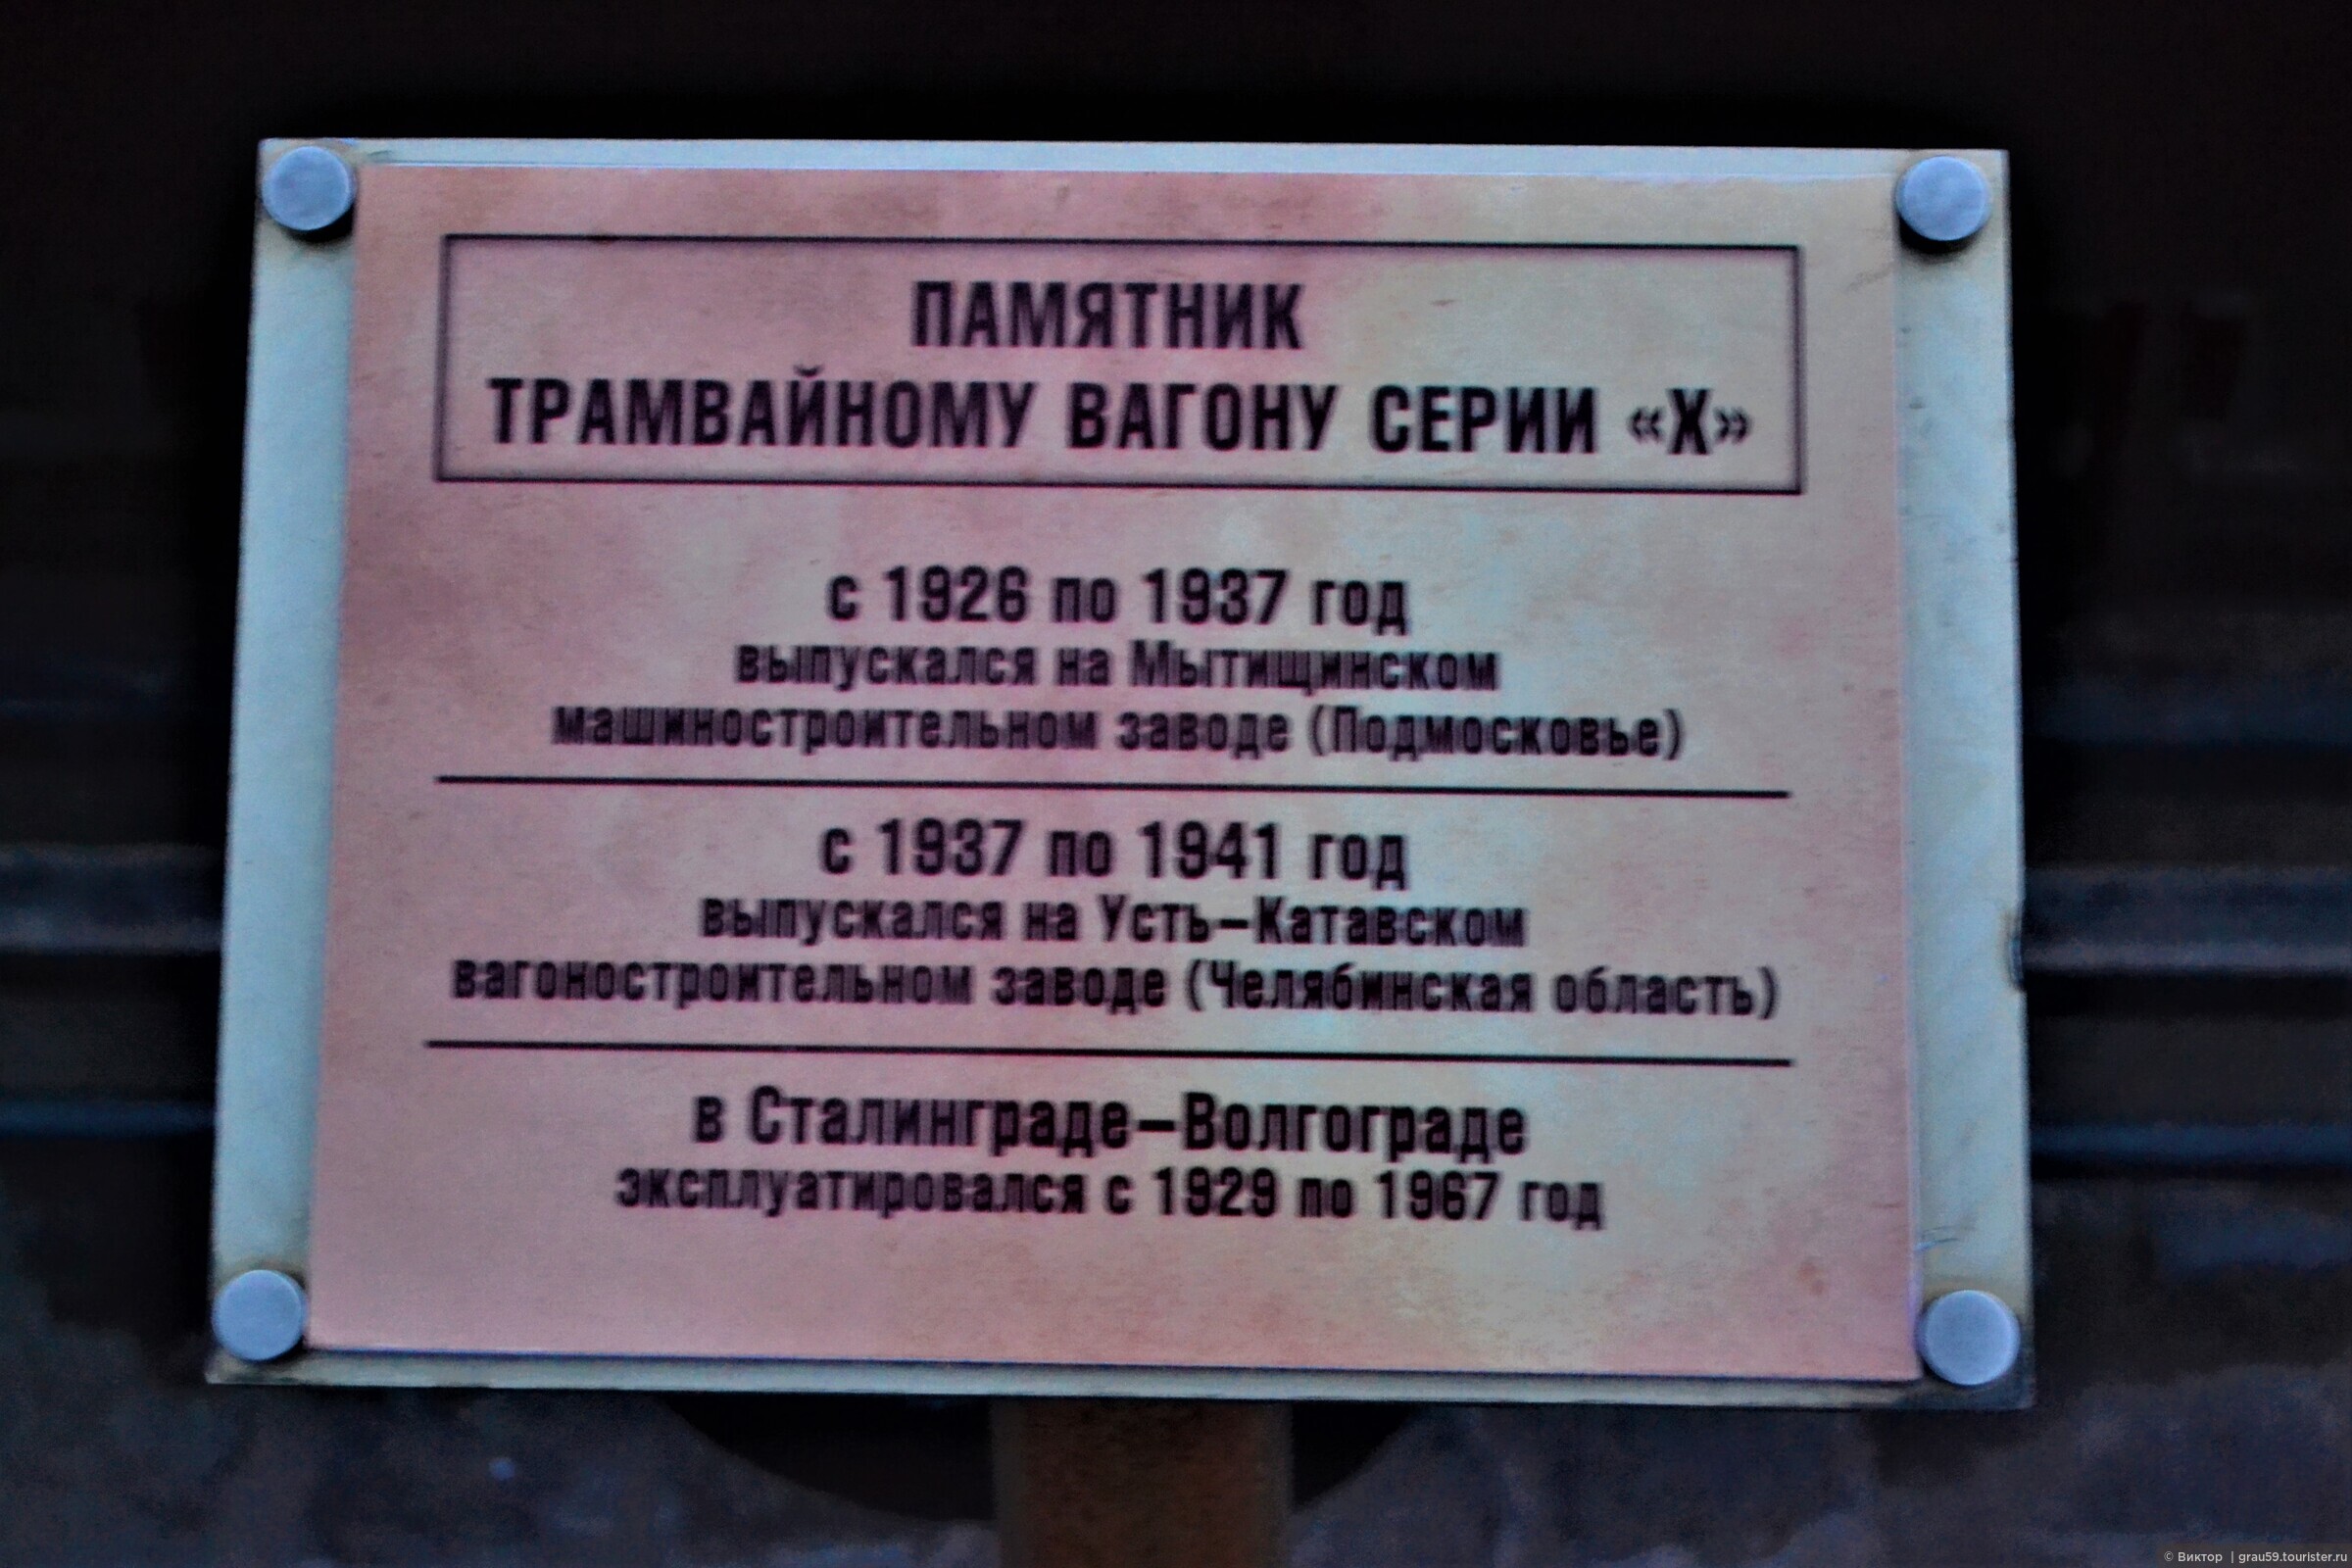 ПАМЯТНИК
ТРАМВАЙНОМУ ВАГОНУ СЕРИИ «Х»
с 1926 по 1937 год
выпускался на Мытищинском
машиностроительном заводе (Подмосковье)
с 1937 по 1941 год
выпускался на Усть-Катавском
вагоностроительном заводе (Челябинская область)
в Сталинграде-Волгограде
эксплуатировался с 1929 по 1967 год
© Виктор | grau59.tourister.ru